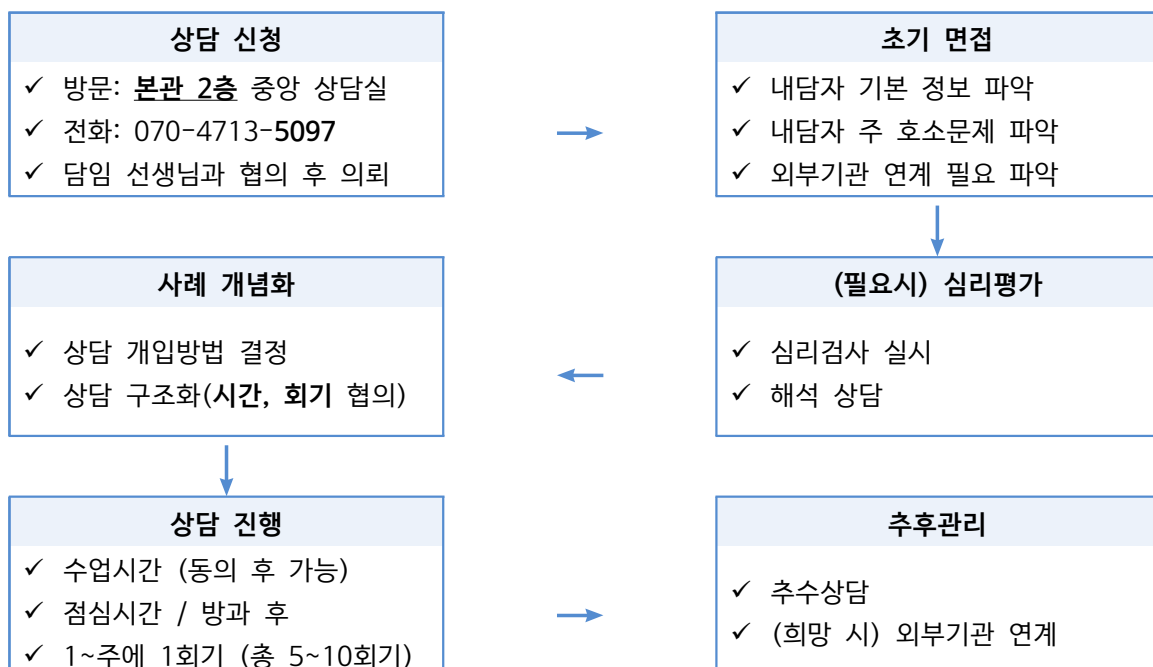 상담 신청
✓ 방문: 본관 2층 중앙 상담실
✓ 전화: 070-4713-5097
✓ 담임 선생님과 협의 후 의뢰
초기 면접
✓ 내담자 기본 정보 파악
✓ 내담자 주 호소문제 파악
✓ 외부기관 연계 필요 파악
(필요시) 심리평가
✓ 심리검사 실시
✓ 해석 상담
사례 개념화
✓ 상담 개입방법 결정
✓ 상담 구조화(시간, 회기 협의)
상담 진행
✓ 수업시간 (동의 후 가능)
✓ 점심시간 / 방과 후
✓ 1~주에 1회기 (총 5~10회기)
추후관리
✓ 추수상담
✓ (희망 시) 외부기관 연계